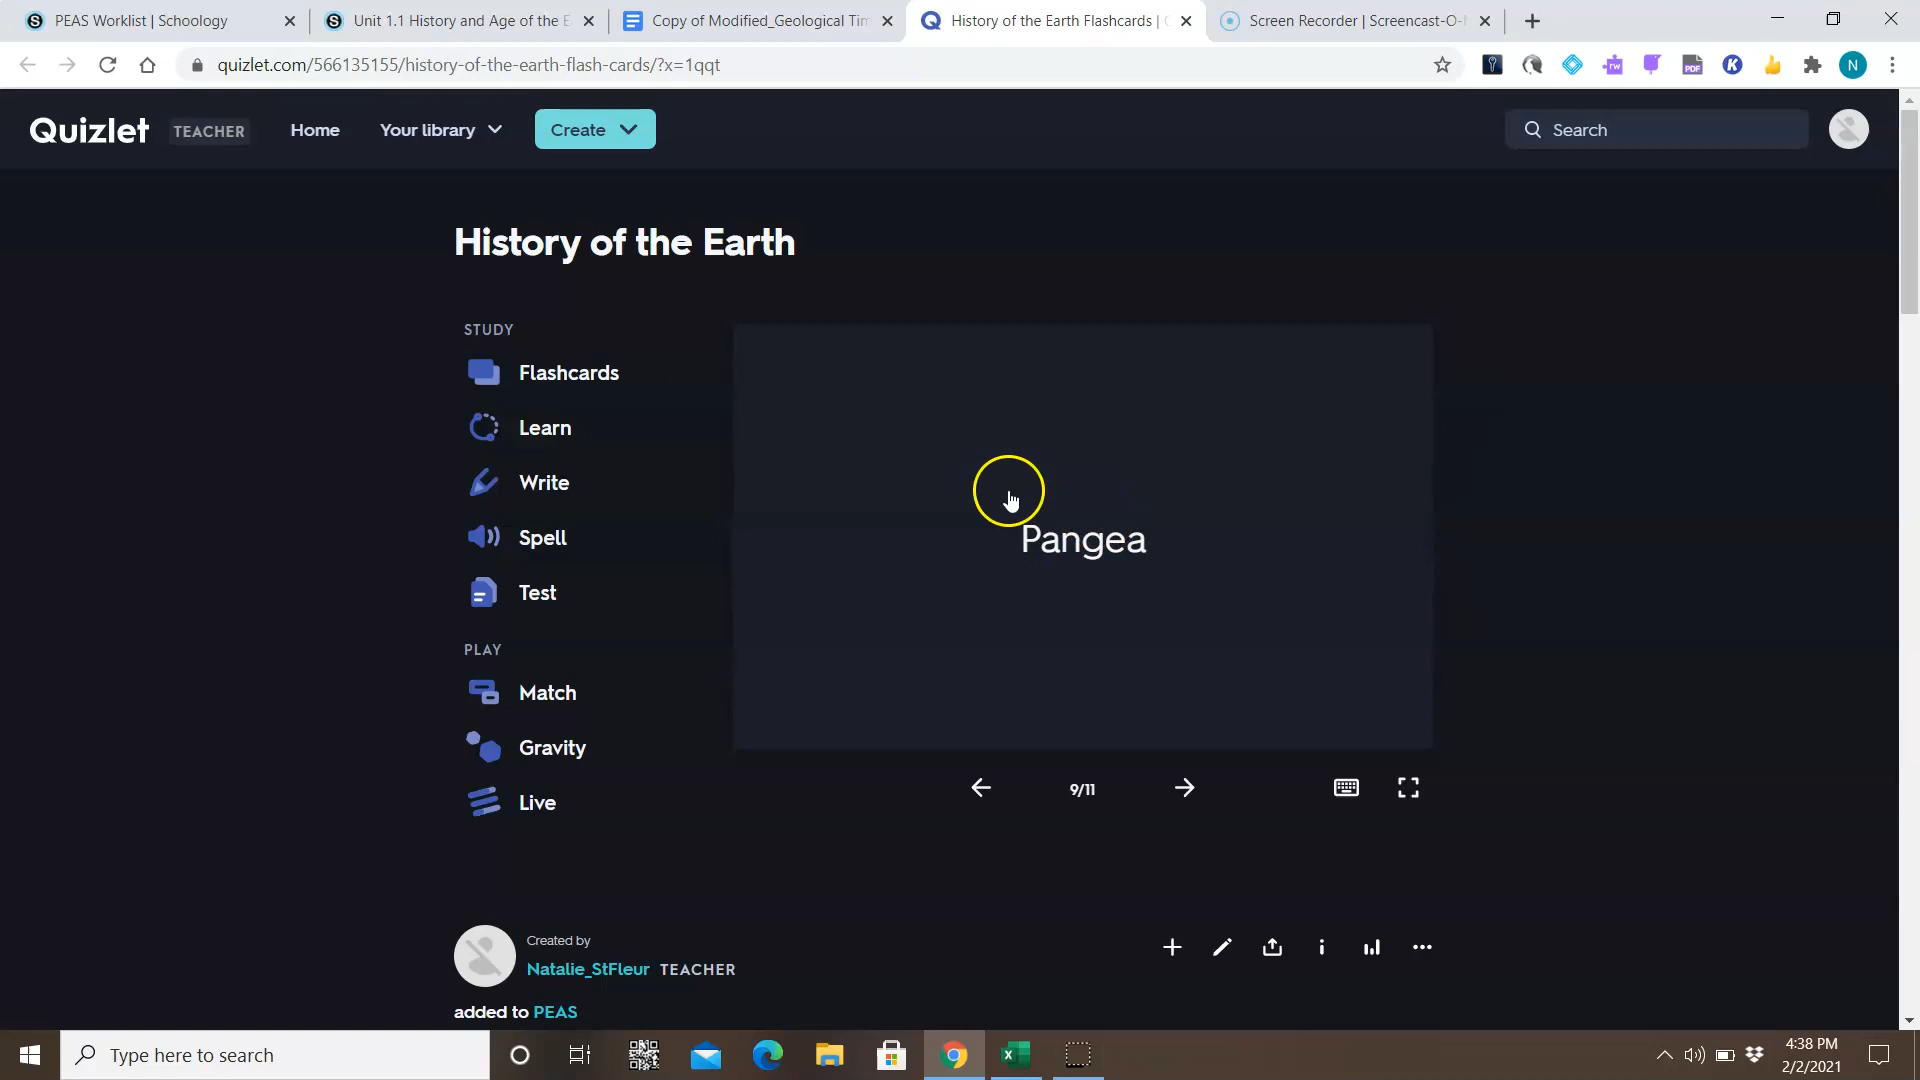 PEAS Worklist | Schoology
Unit 1.1 History and Age of the E
Copy of Modified_Geological Tim
History of the Earth Flashcards |
Screen Recorder | Screencast-O-
quizlet.com/566135155/history-of-the-earth-flash-cards/?x=1qqt
rw
PDF
K
N
Quizlet TEACHER Home Your library Create Search
History of the Earth
STUDY
Flashcards
Learn
Write
Spell
Test
Pangea
PLAY
Match
Gravity
Live
9/11
Created by
Natalie_StFleur TEACHER
added to PEAS
Type here to search
4:38 PM
2/2/2021